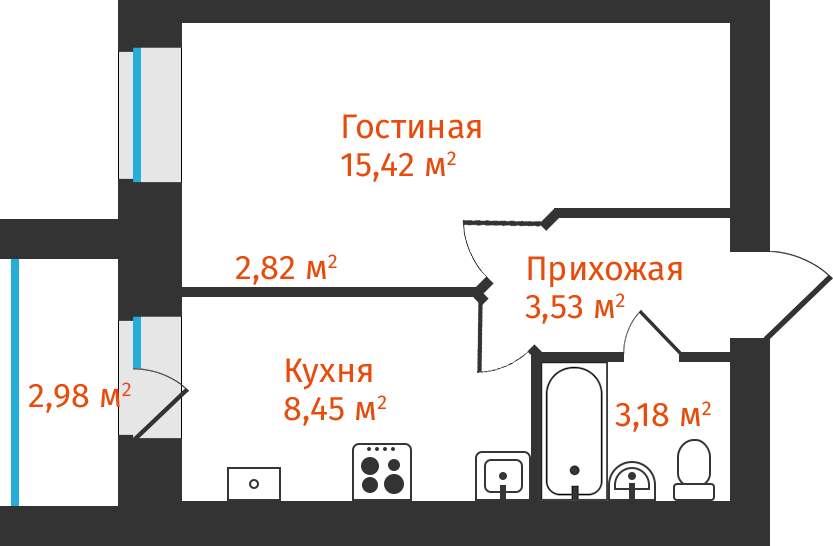 Гостиная
15,42 м²
2,82 м²
Прихожая
3,53 м²
Кухня
8,45 м²
2,98 м²
3,18 м²